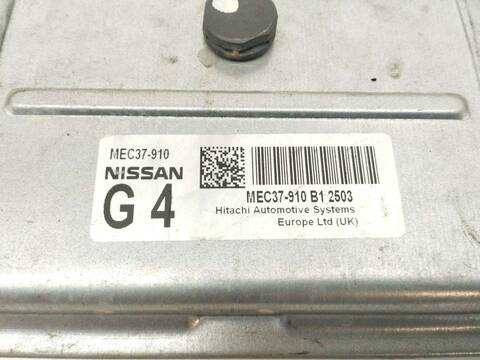 MEC37-910
NISSAN
G 4
MEC37-910 B1 2503
Hitachi Automotive Systems
Europe Ltd (UK)